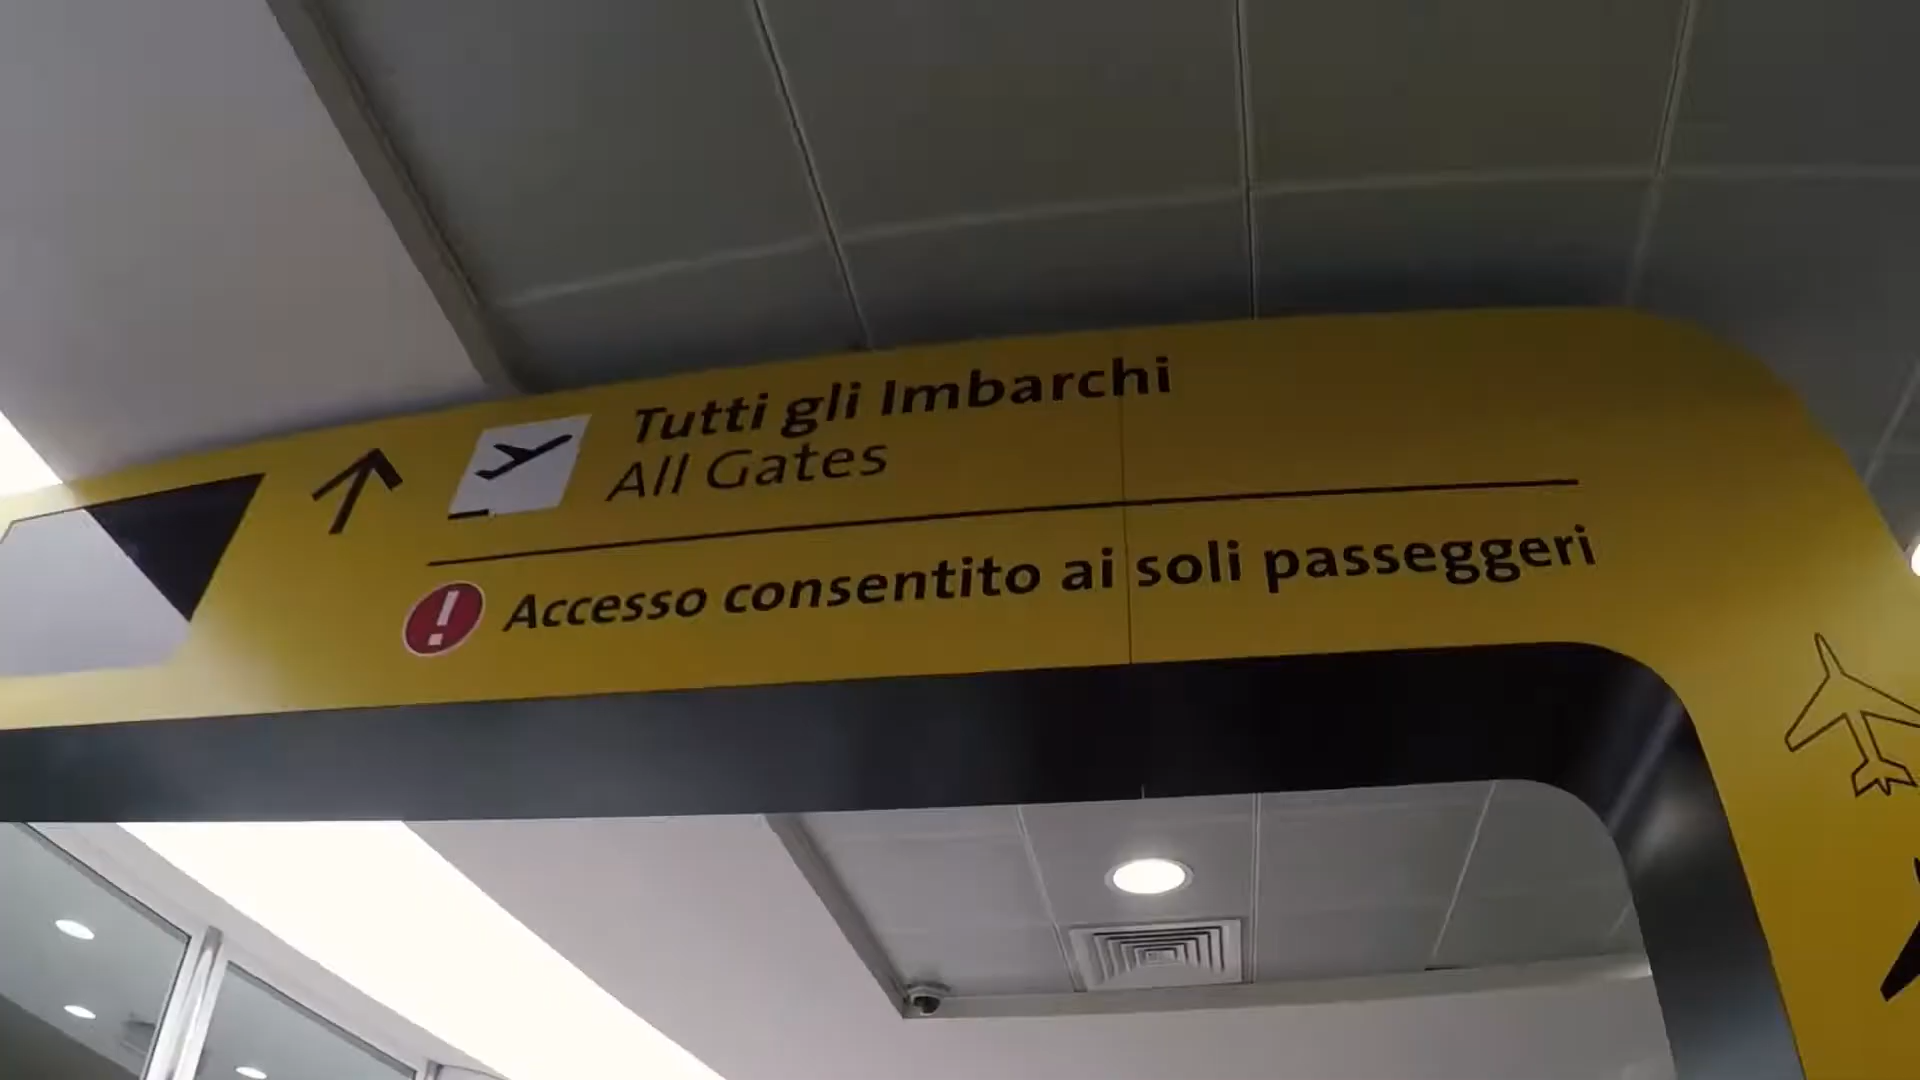 Tutti gli Imbarchi
All Gates
! Accesso consentito ai soli passeggeri